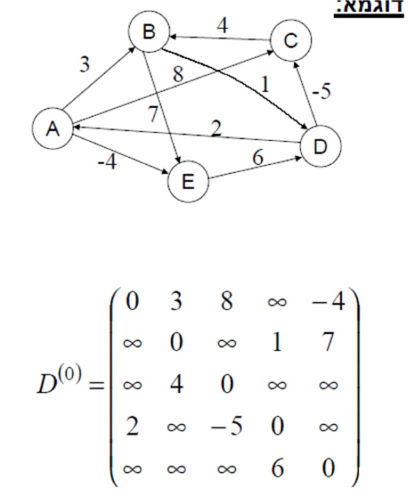 דוגמא:
B
4
C
3
8
1
-5
7
A
2
D
-4
6
E
0 3 8 ∞ -4
∞ 0 ∞ 1 7
D(0) = ∞ 4 0 ∞ ∞
2 ∞ -5 0 ∞
∞ ∞ ∞ 6 0